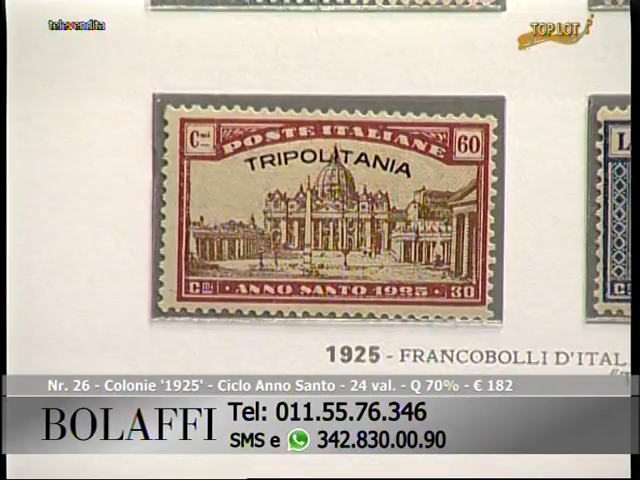 televendita
TOP LOT
Cmi 60
POSTE ITALIANE
TRIPOLITANIA
ANNO SANTO 1925 30
1925 - FRANCOBOLLI D'ITAL
Nr. 26 - Colonie '1925' - Ciclo Anno Santo - 24 val. - Q 70% - € 182
BOLAFFI
Tel: 011.55.76.346
SMS e 342.830.00.90